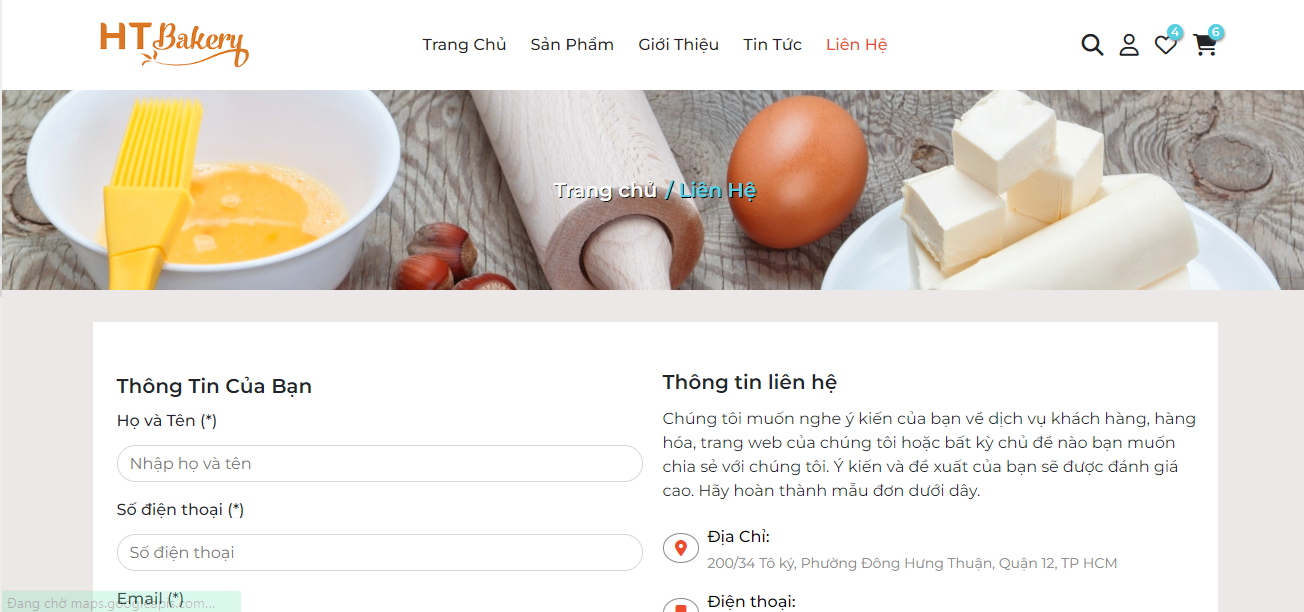 HT Bakery
Trang Chủ Sản Phẩm Giới Thiệu Tin Tức Liên Hệ
4 6
Trang chủ / Liên Hệ
Thông Tin Của Bạn
Họ và Tên (*)
Nhập họ và tên
Số điện thoại (*)
Số điện thoại
Email (*)
Thông tin liên hệ
Chúng tôi muốn nghe ý kiến của bạn về dịch vụ khách hàng, hàng
hóa, trang web của chúng tôi hoặc bất kỳ chủ đề nào bạn muốn
chia sẻ với chúng tôi. Ý kiến và đề xuất của bạn sẽ được đánh giá
cao. Hãy hoàn thành mẫu đơn dưới dây.
Địa Chỉ:
200/34 Tô ký, Phường Đông Hưng Thuận, Quận 12, TP HCM
Điện thoại:
Đang chờ maps.googleapis.com...